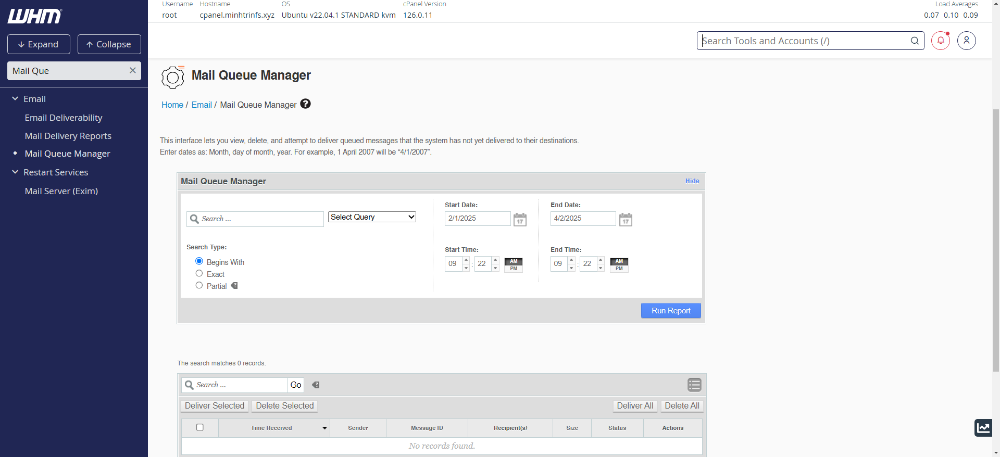 WHM
Username Hostname OS cPanel Version Load Averages
root cpanel.minhtrinfs.xyz Ubuntu v22.04.1 STANDARD kvm 126.0.11 0.07 0.10 0.09
Expand Collapse
Search Tools and Accounts (/)
Mail Que
Email
Email Deliverability
Mail Delivery Reports
Mail Queue Manager
Restart Services
Mail Server (Exim)
Mail Queue Manager
Home / Email / Mail Queue Manager ?
This interface lets you view, delete, and attempt to deliver queued messages that the system has not yet delivered to their destinations.
Enter dates as: Month, day of month, year. For example, 1 April 2007 will be “4/1/2007”.
Mail Queue Manager Hide
Search ... Select Query
Search Type:
Begins With
Exact
Partial ?
Start Date: End Date:
2/1/2025 17 4/2/2025 17
Start Time: End Time:
09 : 22 AM PM 09 : 22 AM PM
Run Report
The search matches 0 records.
Search ... Go ?
Deliver Selected Delete Selected Deliver All Delete All
Time Received Sender Message ID Recipient(s) Size Status Actions
No records found.